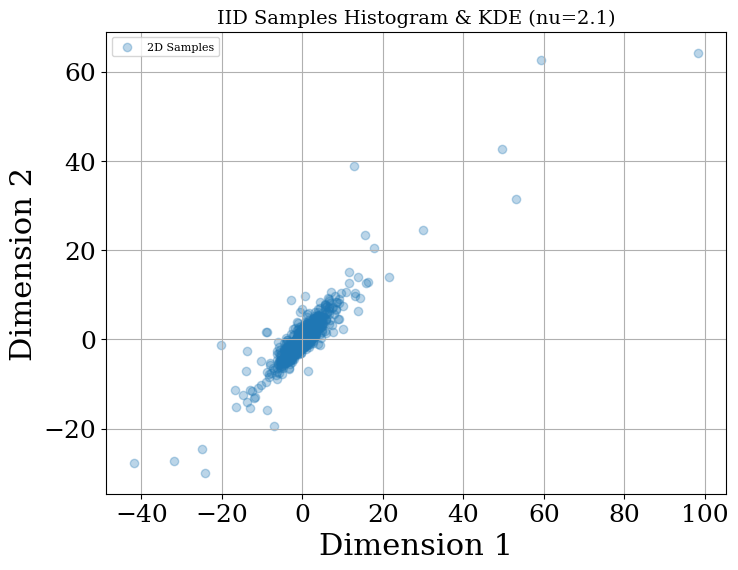 IID Samples Histogram & KDE (nu=2.1)
2D Samples
60
40
20
0
−20
Dimension 2
−40 −20 0 20 40 60 80 100
Dimension 1